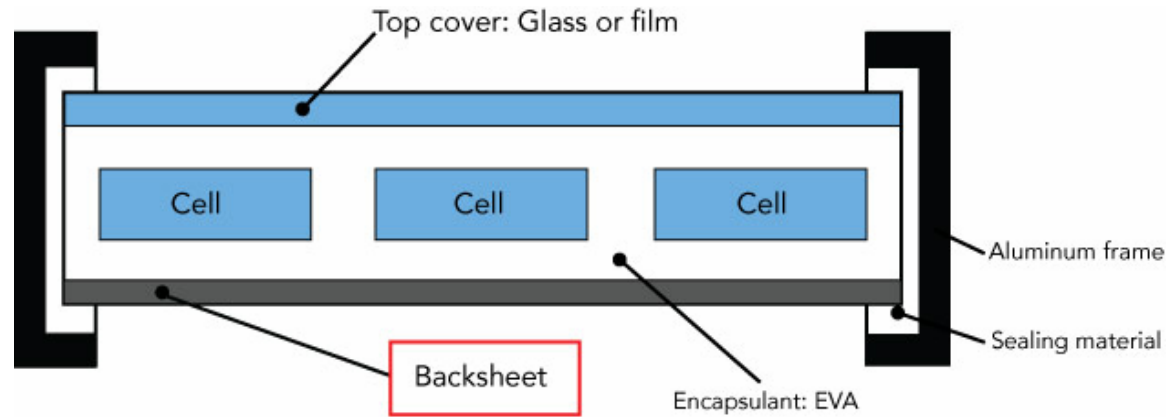 Top cover: Glass or film
Cell
Cell
Cell
Aluminum frame
Sealing material
Backsheet
Encapsulant: EVA